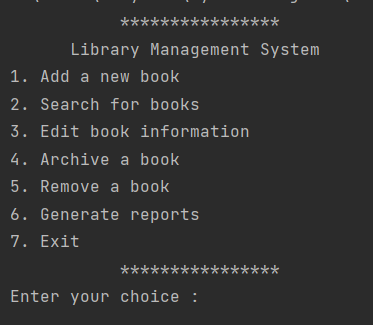 ****************
Library Management System
1. Add a new book
2. Search for books
3. Edit book information
4. Archive a book
5. Remove a book
6. Generate reports
7. Exit
****************
Enter your choice :